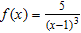 f(x) = 5/(x−1)³